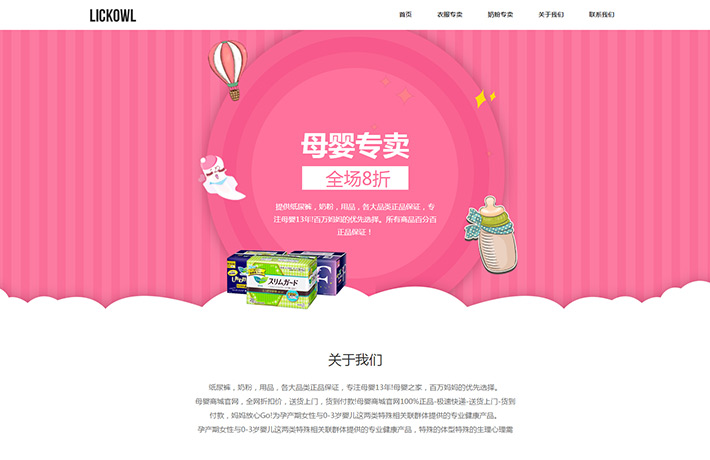 LICKOWL
首页 衣服专卖 奶粉专卖 关于我们 联系我们
母婴专卖
全场8折
提供纸尿裤，奶粉，用品，各大品类正品保证，专
注母婴13年!百万妈妈的优先选择。所有商品百分百
正品保证！
スリムガード
关于我们
纸尿裤，奶粉，用品，各大品类正品保证，专注母婴13年!母婴之家，百万妈妈的优先选择。
母婴商城官网，全网折扣价，送货上门，货到付款!母婴商城官网100%正品-极速快递-送货上门-货到
付款，妈妈放心Go!为孕产期女性与0-3岁婴儿这两类特殊相关联群体提供的专业健康产品。
孕产期女性与0-3岁婴儿这两类特殊相关联群体提供的专业健康产品，特殊的体型特殊的生理心理需